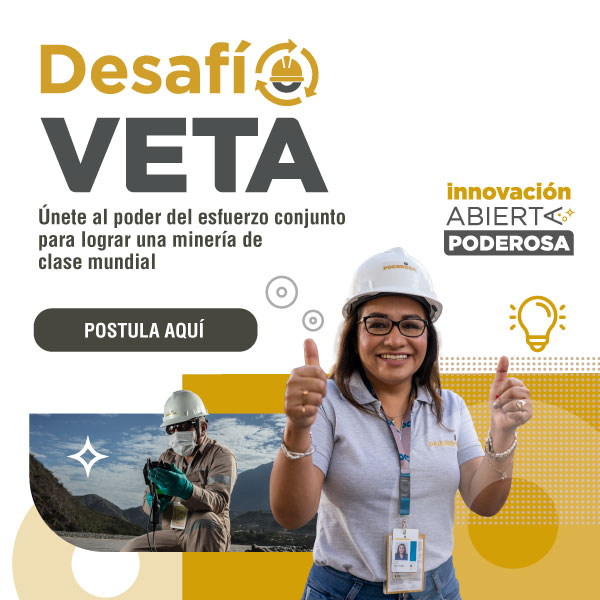 Desafío
VETA
Únete al poder del esfuerzo conjunto
para lograr una minería de
clase mundial
innovación
ABIERTA
PODEROSA
POSTULA AQUÍ
PODEROSA